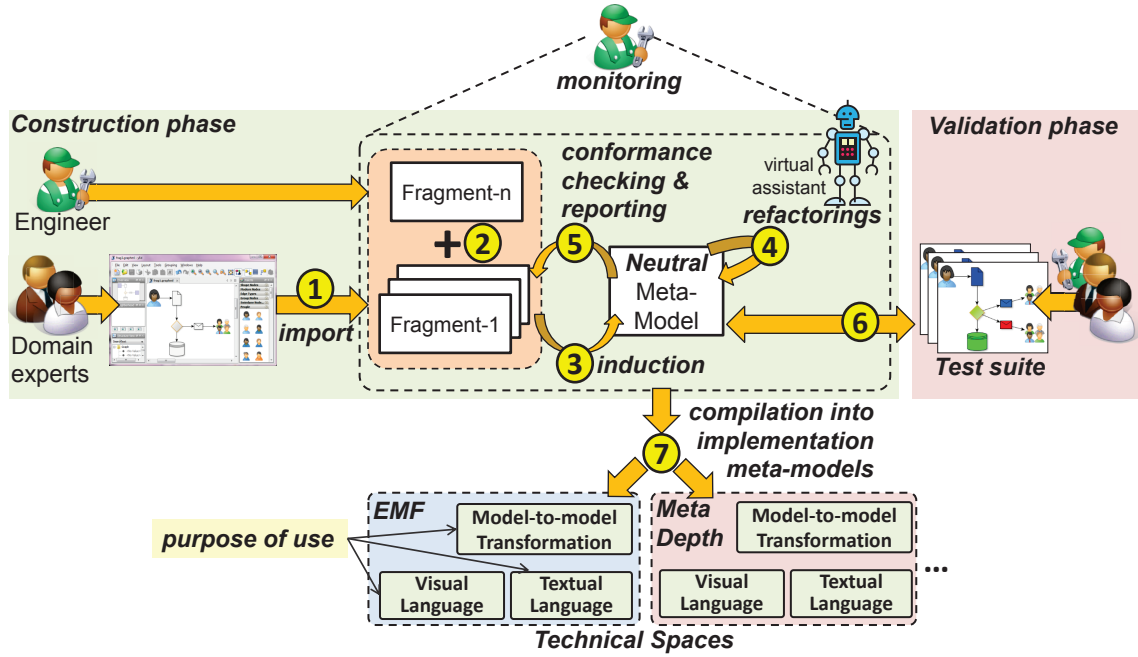 monitoring
Construction phase
Validation phase
Engineer
Domain
experts
1
import
Fragment-n
+
2
Fragment-1
conformance
checking &
reporting
5
3
induction
Neutral
Meta-
Model
virtual
assistant
refactorings
4
6
Test suite
compilation into
implementation
meta-models
7
purpose of use
EMF
Model-to-model
Transformation
Visual
Language
Textual
Language
Meta
Depth
Model-to-model
Transformation
Visual
Language
Textual
Language
...
Technical Spaces